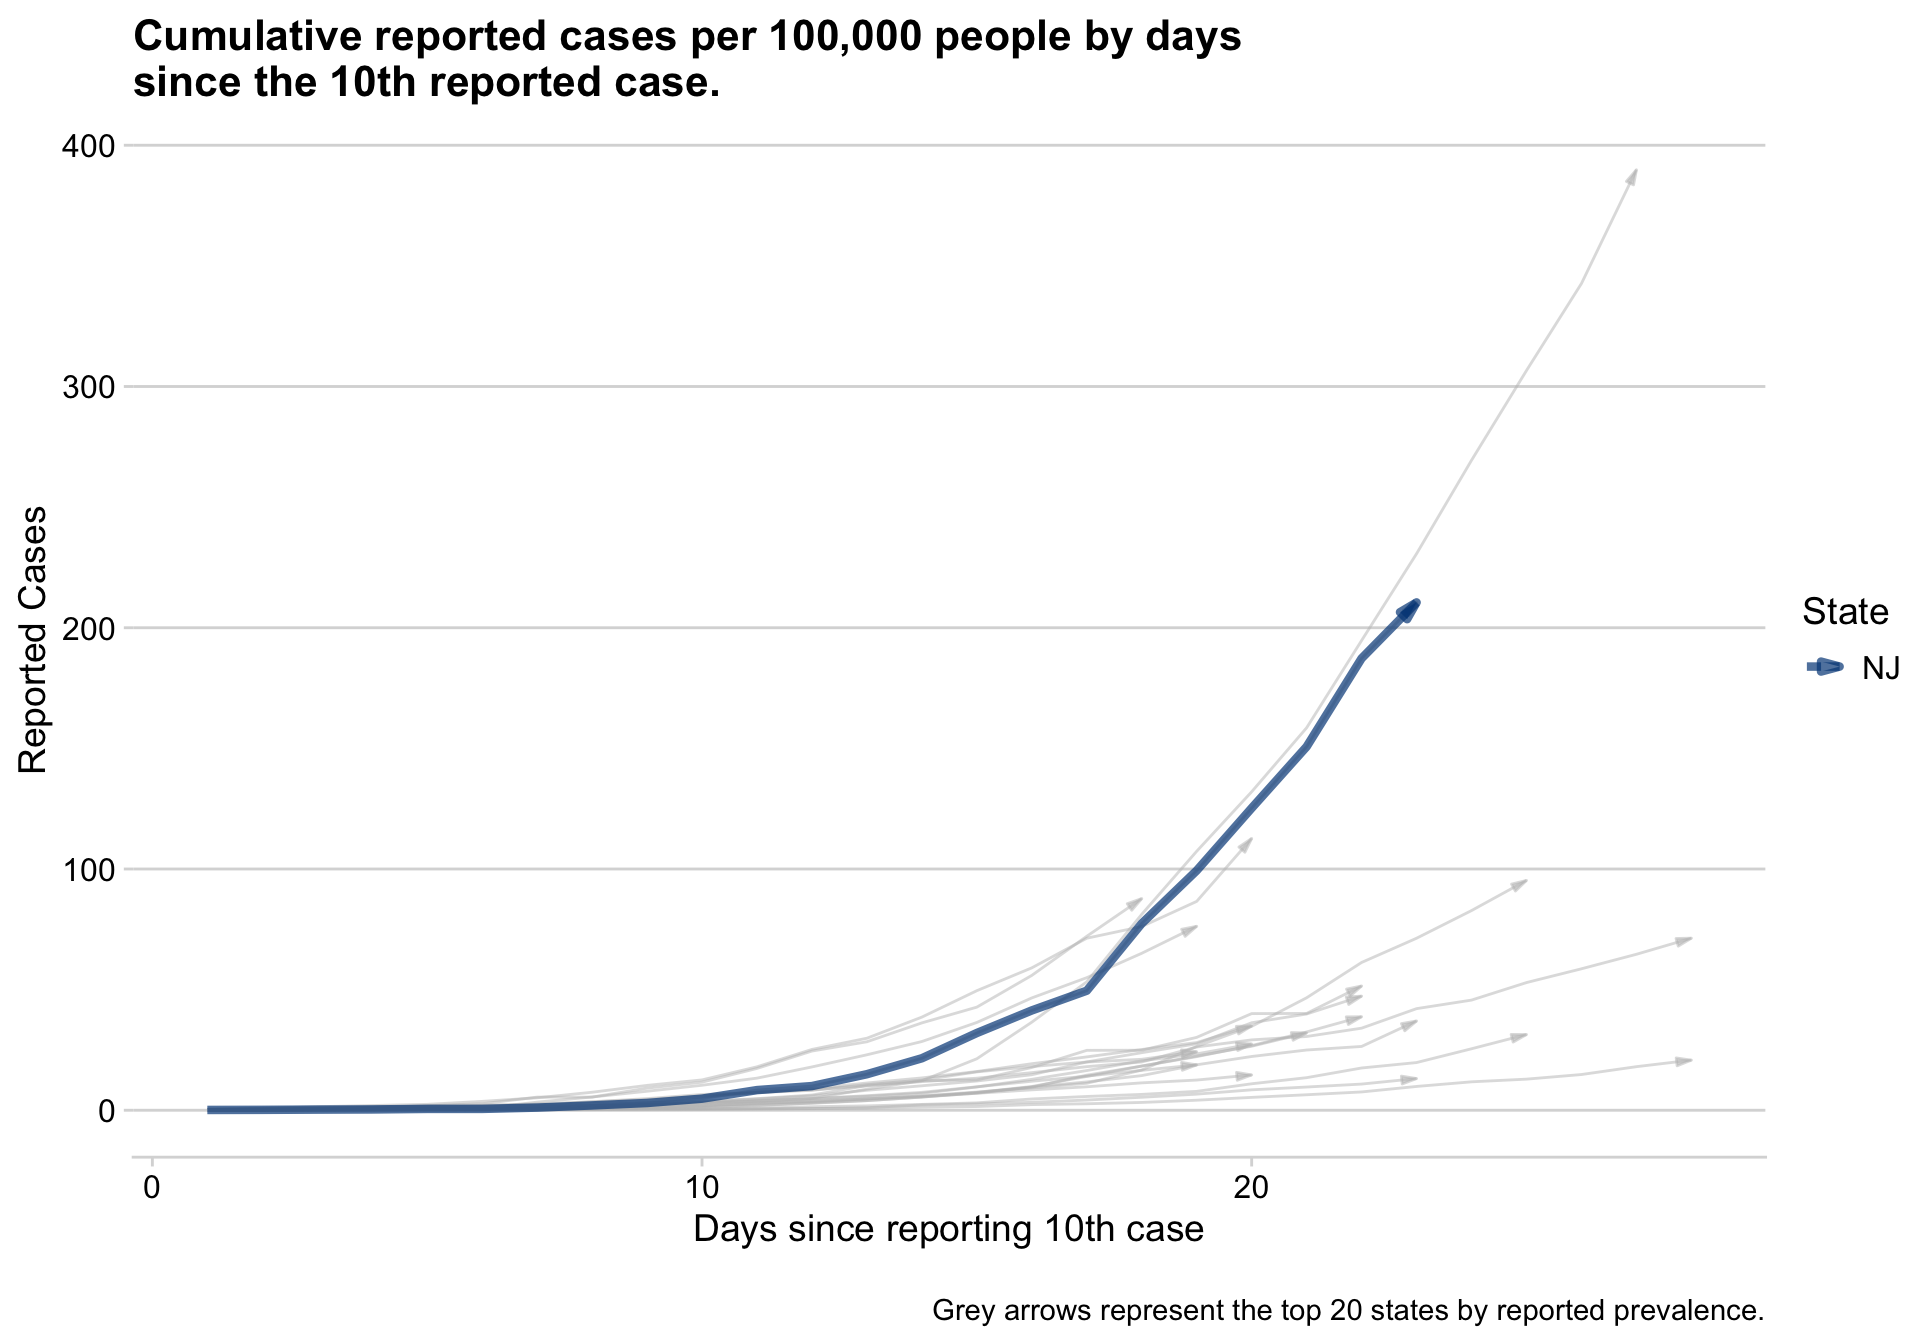 Cumulative reported cases per 100,000 people by days
since the 10th reported case.
400
300
200
100
0
Reported Cases
0
10
20
Days since reporting 10th case
State
NJ
Grey arrows represent the top 20 states by reported prevalence.